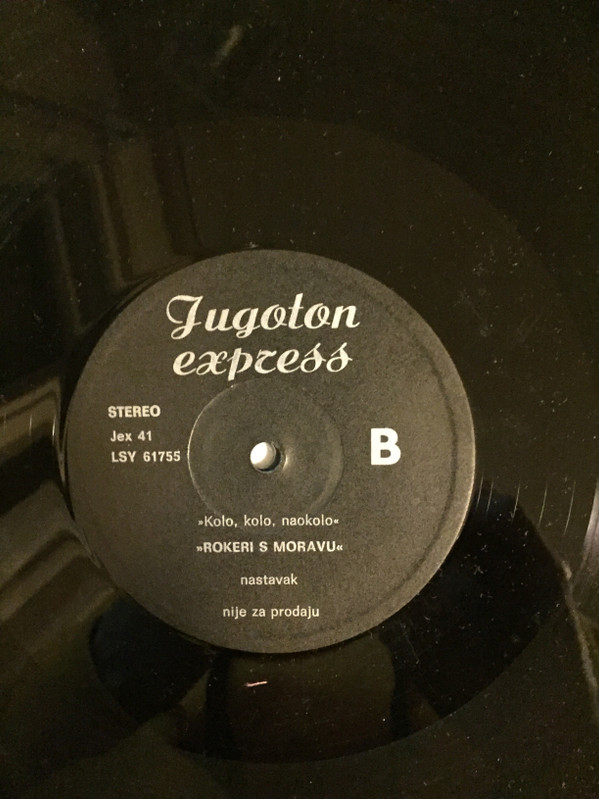 Jugoton
express
STEREO
Jex 41
LSY 61755
B
»Kolo, kolo, naokolo«
»ROKERI S MORAVU«
nastavak
nije za prodaju